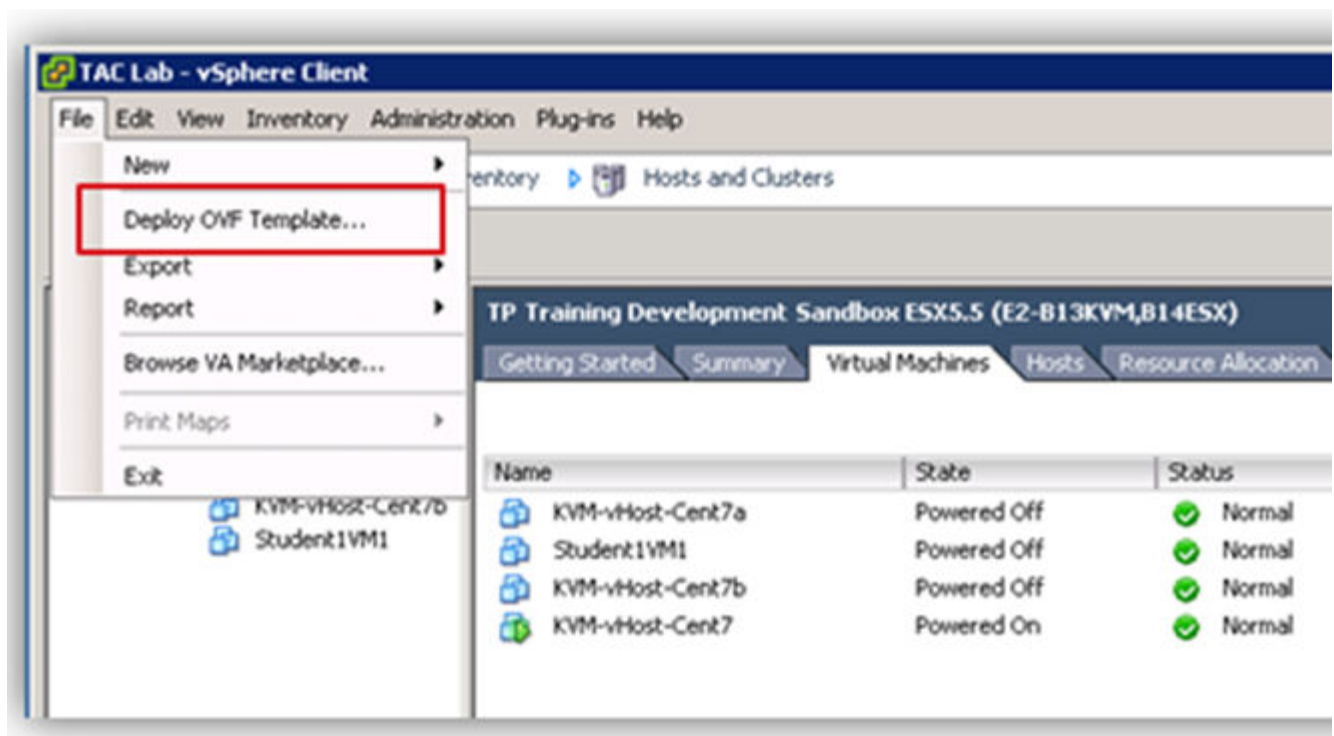 TAC Lab - vSphere Client
File Edit View Inventory Administration Plug-ins Help
New
entory Hosts and Clusters
Deploy OVF Template...
Export
Report
TP Training Development Sandbox ESX5.5 (E2-B13KVM,B14ESX)
Browse VA Marketplace...
Getting Started Summary Virtual Machines Hosts Resource Allocation
Print Maps
Exit
Name State Status
KVM-vHost-Cent7b
Student1VM1
KVM-vHost-Cent7a Powered Off Normal
Student1VM1 Powered Off Normal
KVM-vHost-Cent7b Powered Off Normal
KVM-vHost-Cent7 Powered On Normal